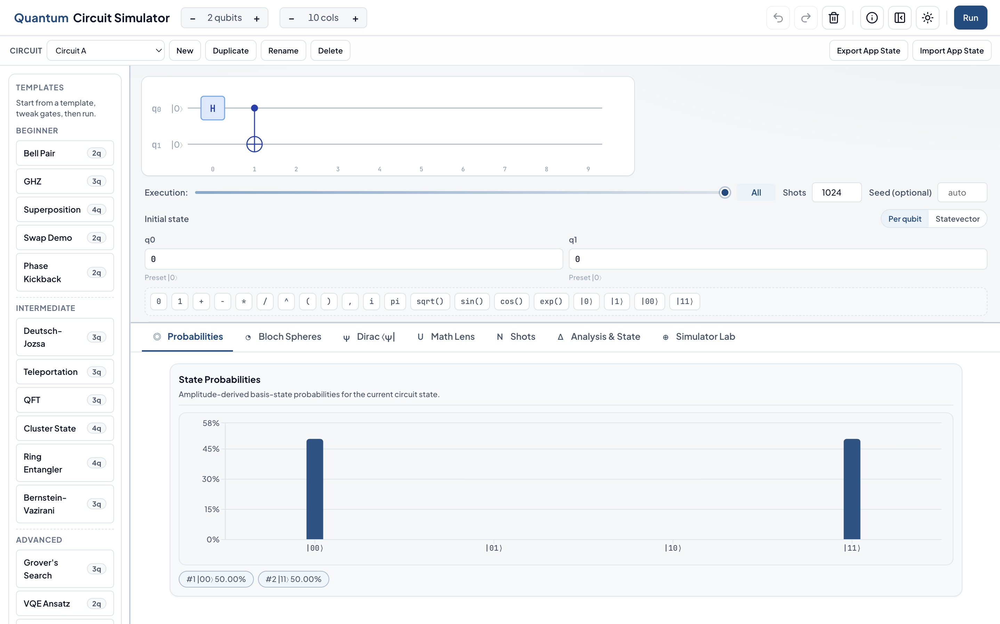 Quantum Circuit Simulator
− 2 qubits +
− 10 cols +
Run
CIRCUIT
Circuit A
New
Duplicate
Rename
Delete
Export App State
Import App State
TEMPLATES
Start from a template,
tweak gates, then run.
BEGINNER
Bell Pair 2q
GHZ 3q
Superposition 4q
Swap Demo 2q
Phase
Kickback 2q
INTERMEDIATE
Deutsch-
Jozsa 3q
Teleportation 3q
QFT 3q
Cluster State 4q
Ring
Entangler 4q
Bernstein-
Vazirani 3q
ADVANCED
Grover's
Search 3q
VQE Ansatz 2q
q0 |0⟩ H
q1 |0⟩
0 1 2 3 4 5 6 7 8 9
Execution:
All
Shots 1024
Seed (optional) auto
Initial state
Per qubit Statevector
q0
0
Preset |0⟩
q1
0
Preset |0⟩
0 1 + - * / ^ ( ) , i pi sqrt() sin() cos() exp() |0⟩ |1⟩ |00⟩ |11⟩
◎ Probabilities
◔ Bloch Spheres
ψ Dirac ⟨ψ|
U Math Lens
N Shots
Δ Analysis & State
⊕ Simulator Lab
State Probabilities
Amplitude-derived basis-state probabilities for the current circuit state.
58%
45%
30%
15%
0%
|00⟩ |01⟩ |10⟩ |11⟩
#1 |00⟩ 50.00%
#2 |11⟩ 50.00%